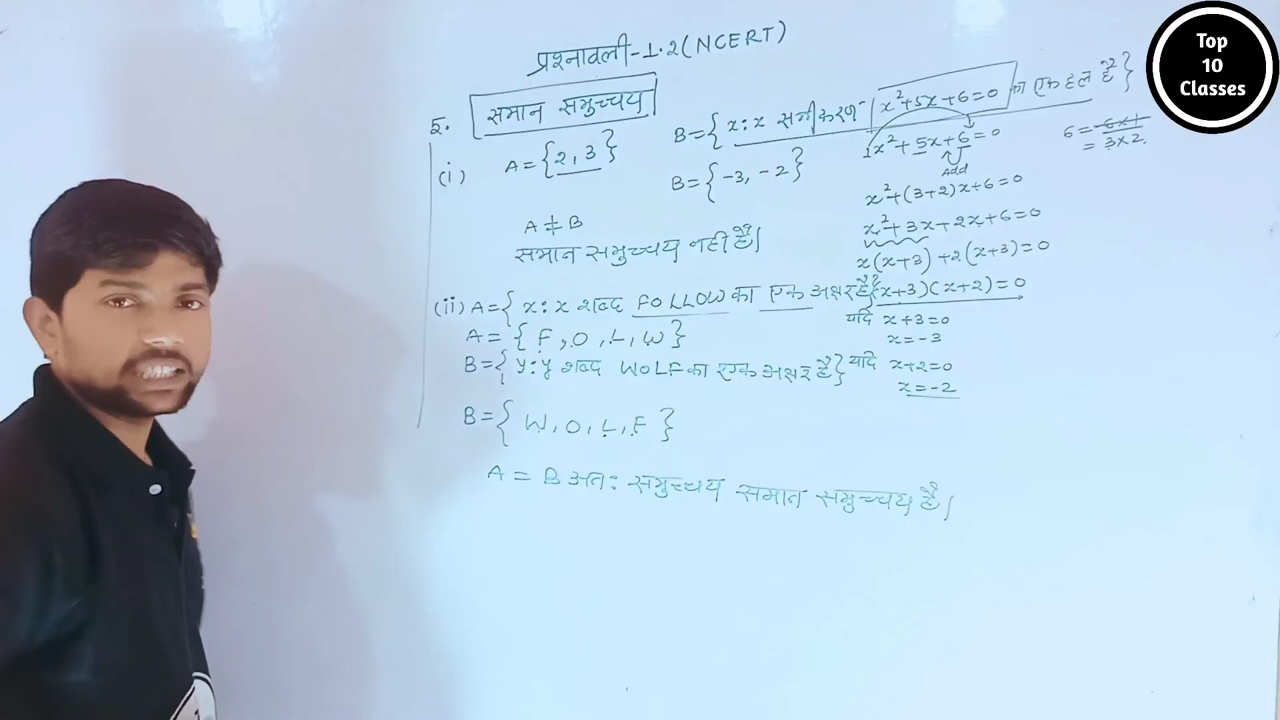 Top
10
Classes
प्रश्नावली-1.2(NCERT)
5. समान समुच्चय
(i) A={2, 3}
B={x:x समीकरण x²+5x+6=0 का एक हल है}
B={-3, -2}
A ≠ B
समान समुच्चय नहीं है।
1x²+5x+6=0
Add
6=6×1
=3×2
x²+(3+2)x+6=0
x²+3x+2x+6=0
x(x+3)+2(x+3)=0
(x+3)(x+2)=0
यदि x+3=0
x=-3
यदि x+2=0
x=-2
(ii) A={x:x शब्द FOLLOW का एक अक्षर है}
A={F,O,L,W}
B={y:y शब्द WOLF का एक अक्षर है}
B={W,O,L,F}
A = B अतः समुच्चय समान समुच्चय है।